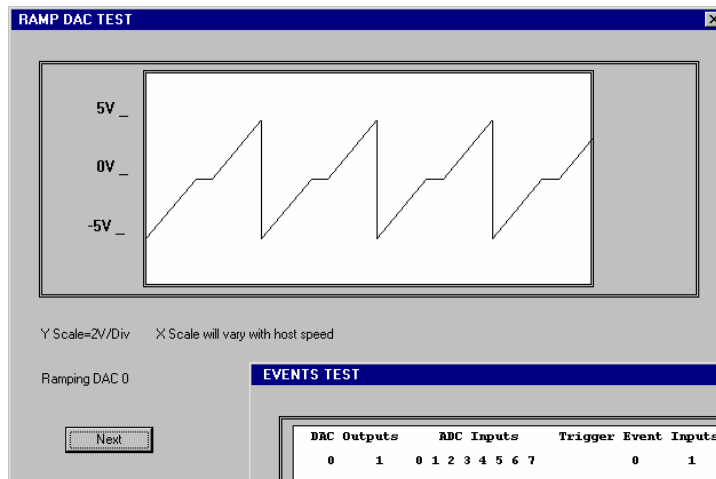 RAMP DAC TEST
5V _
0V _
-5V _
Y Scale=2V/Div X Scale will vary with host speed
Ramping DAC 0
Next
EVENTS TEST
DAC Outputs ADC Inputs Trigger Event Inputs
0 1 0 1 2 3 4 5 6 7 0 1